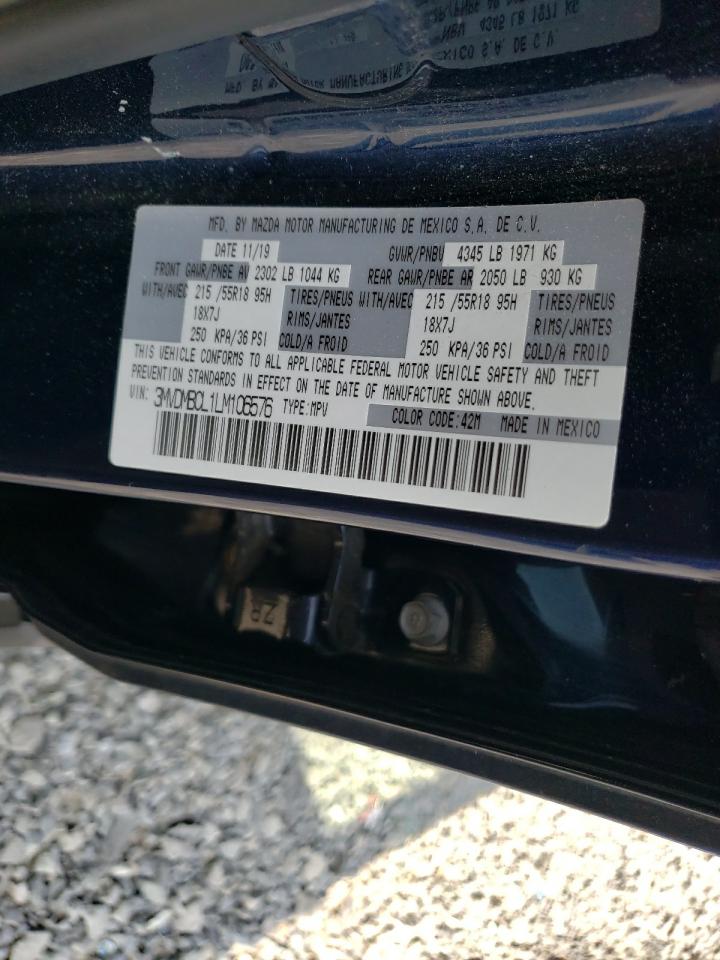 MFD. BY MAZDA MOTOR MANUFACTURING DE MEXICO S.A. DE C.V.
DATE 11/19 GVWR/PNBV 4345 LB 1971 KG
FRONT GAWR/PNBE AV 2302 LB 1044 KG REAR GAWR/PNBE AR 2050 LB 930 KG
WITH/AVEC 215 /55R18 95H TIRES/PNEUS WITH/AVEC 215 /55R18 95H TIRES/PNEUS
18X7J RIMS/JANTES 18X7J RIMS/JANTES
250 KPA/36 PSI COLD/A FROID 250 KPA/36 PSI COLD/A FROID
THIS VEHICLE CONFORMS TO ALL APPLICABLE FEDERAL MOTOR VEHICLE SAFETY AND THEFT
PREVENTION STANDARDS IN EFFECT ON THE DATE OF MANUFACTURE SHOWN ABOVE.
VIN: 3MVDMBCL1LM106576 TYPE:MPV COLOR CODE:42M MADE IN MEXICO
ZR